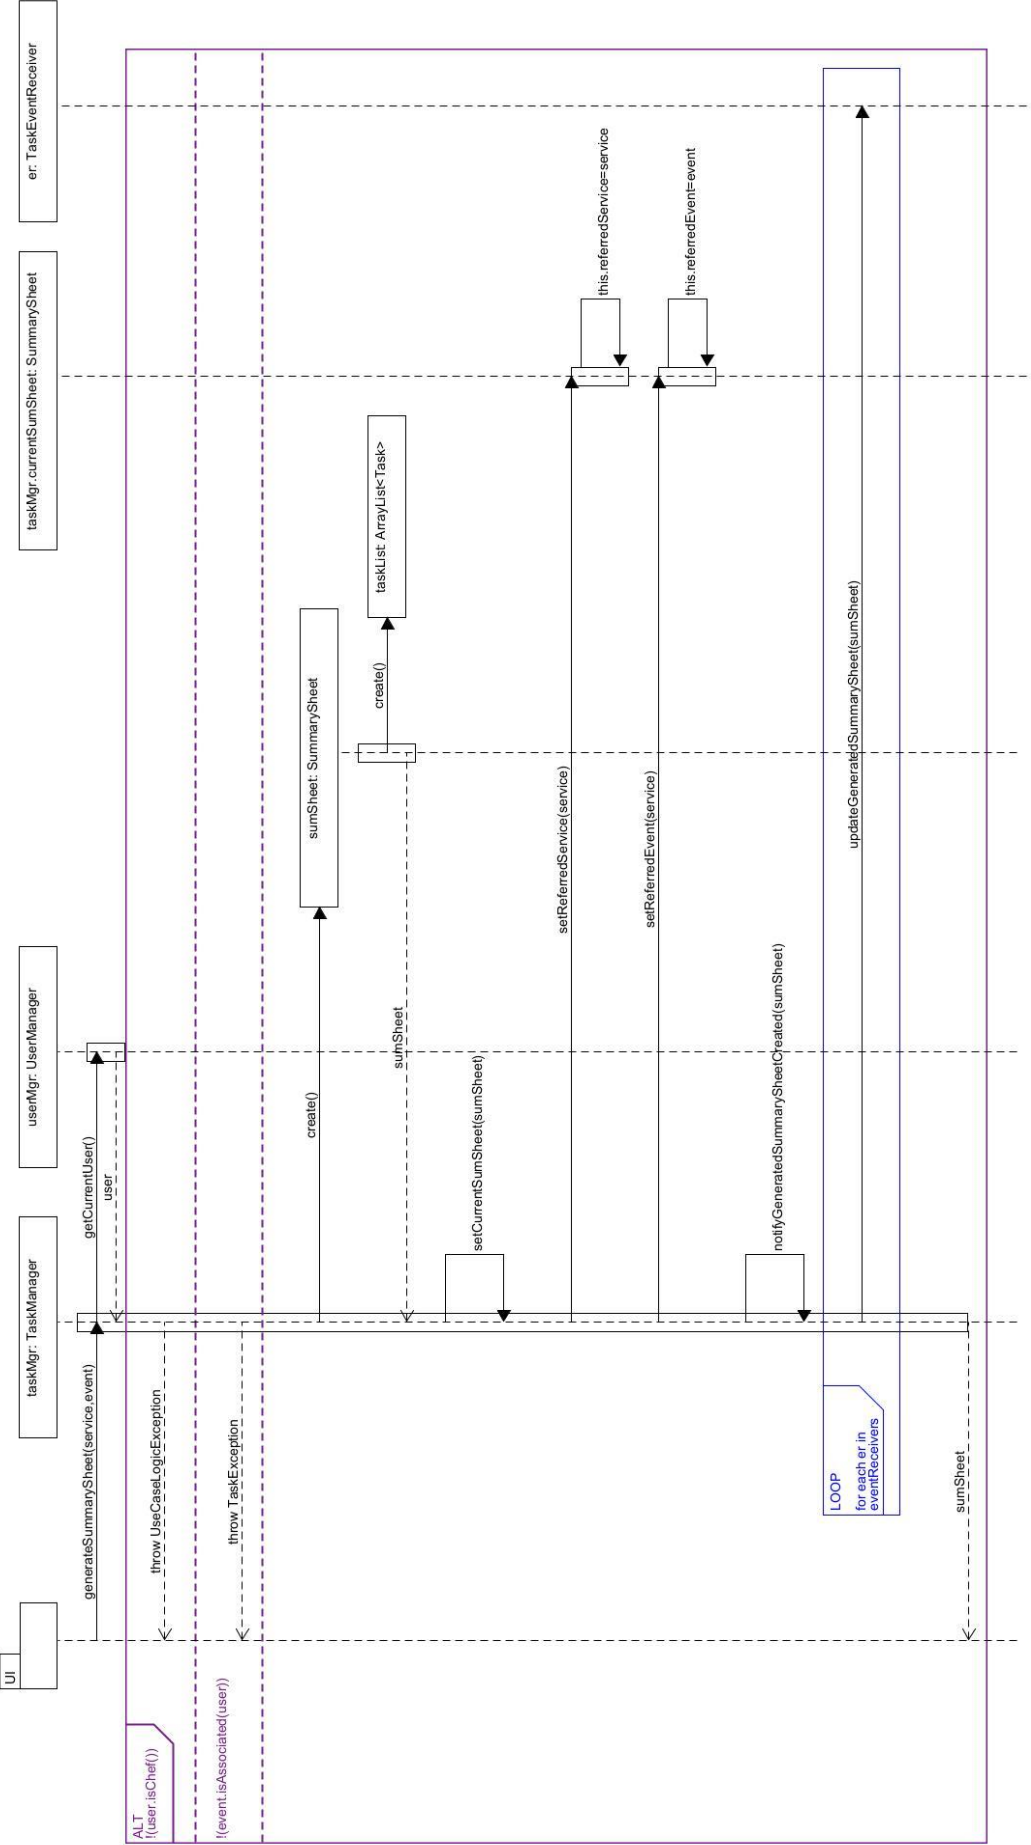 UI
taskMgr: TaskManager
userMgr: UserManager
taskMgr.currentSumSheet: SummarySheet
er: TaskEventReceiver
generateSummarySheet(service,event)
getCurrentUser()
user
ALT
!(user.isChef())
throw UseCaseLogicException
!(event.isAssociated(user))
throw TaskException
create()
sumSheet: SummarySheet
create()
taskList: ArrayList<Task>
sumSheet
setCurrentSumSheet(sumSheet)
setReferredService(service)
this.referredService=service
setReferredEvent(service)
this.referredEvent=event
notifyGeneratedSummarySheetCreated(sumSheet)
LOOP
for each er in
eventReceivers
updateGeneratedSummarySheet(sumSheet)
sumSheet